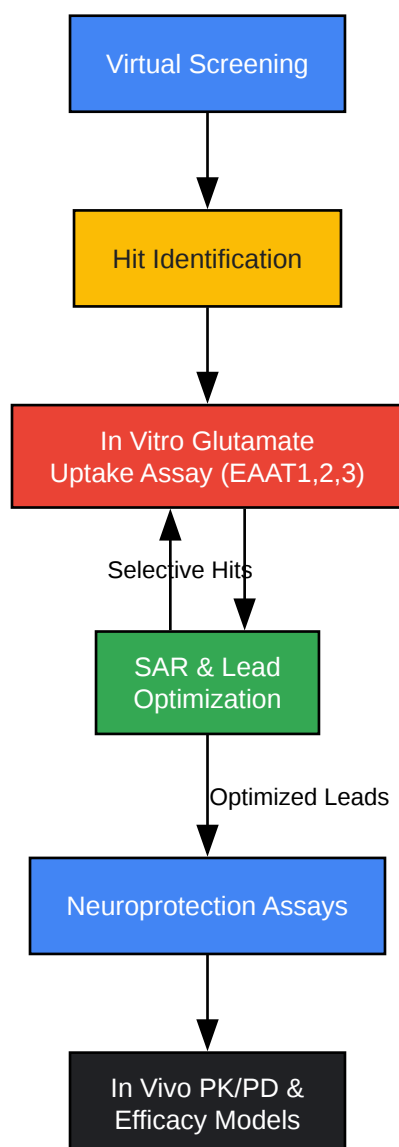 Virtual Screening
Hit Identification
In Vitro Glutamate
Uptake Assay (EAAT1,2,3)
Selective Hits
SAR & Lead
Optimization
Optimized Leads
Neuroprotection Assays
In Vivo PK/PD &
Efficacy Models